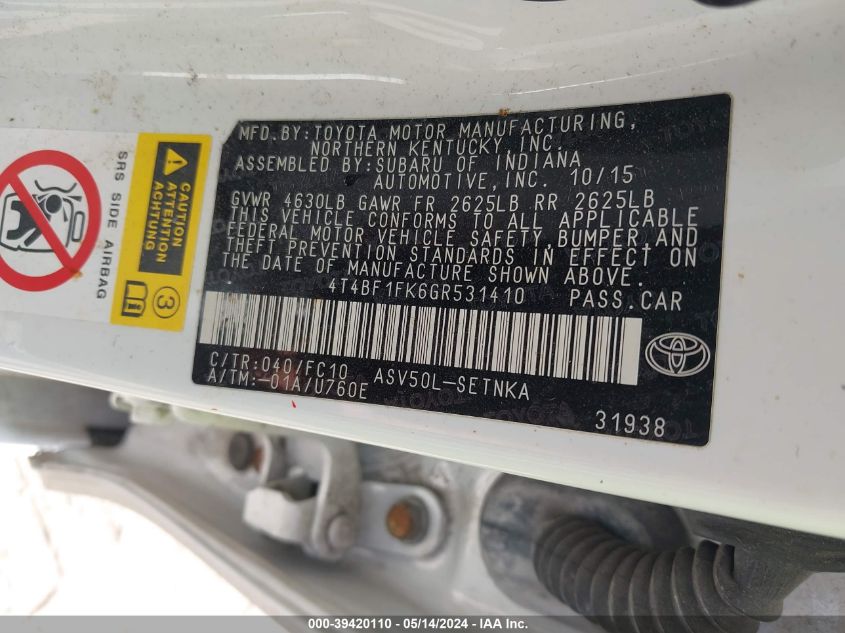 MFD.BY:TOYOTA MOTOR MANUFACTURING,
NORTHERN KENTUCKY INC.
ASSEMBLED BY:SUBARU OF INDIANA
AUTOMOTIVE,INC. 10/15
GVWR 4630LB GAWR FR 2625LB RR 2625LB
THIS VEHICLE CONFORMS TO ALL APPLICABLE
FEDERAL MOTOR VEHICLE SAFETY,BUMPER,AND
THEFT PREVENTION STANDARDS IN EFFECT ON
THE DATE OF MANUFACTURE SHOWN ABOVE.
4T4BF1FK6GR531410 PASS.CAR
C/TR:040/FC10 ASV50L-SETNKA
A/TM:-01A/U760E
31938
SRS SIDE AIRBAG
CAUTION
ATTENTION
ACHTUNG
3
000-39420110 - 05/14/2024 - IAA Inc.